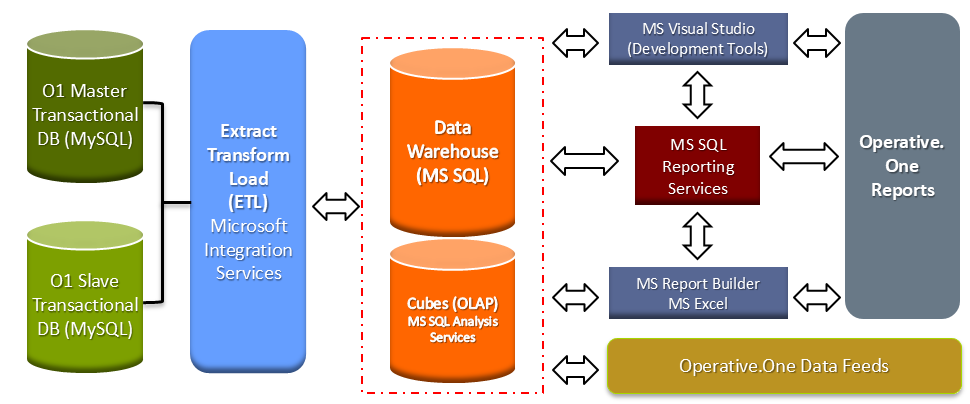 O1 Master
Transactional
DB (MySQL)
O1 Slave
Transactional
DB (MySQL)
Extract
Transform
Load
(ETL)
Microsoft
Integration
Services
Data
Warehouse
(MS SQL)
Cubes (OLAP)
MS SQL Analysis
Services
MS Visual Studio
(Development Tools)
MS SQL
Reporting
Services
MS Report Builder
MS Excel
Operative.
One
Reports
Operative.One Data Feeds